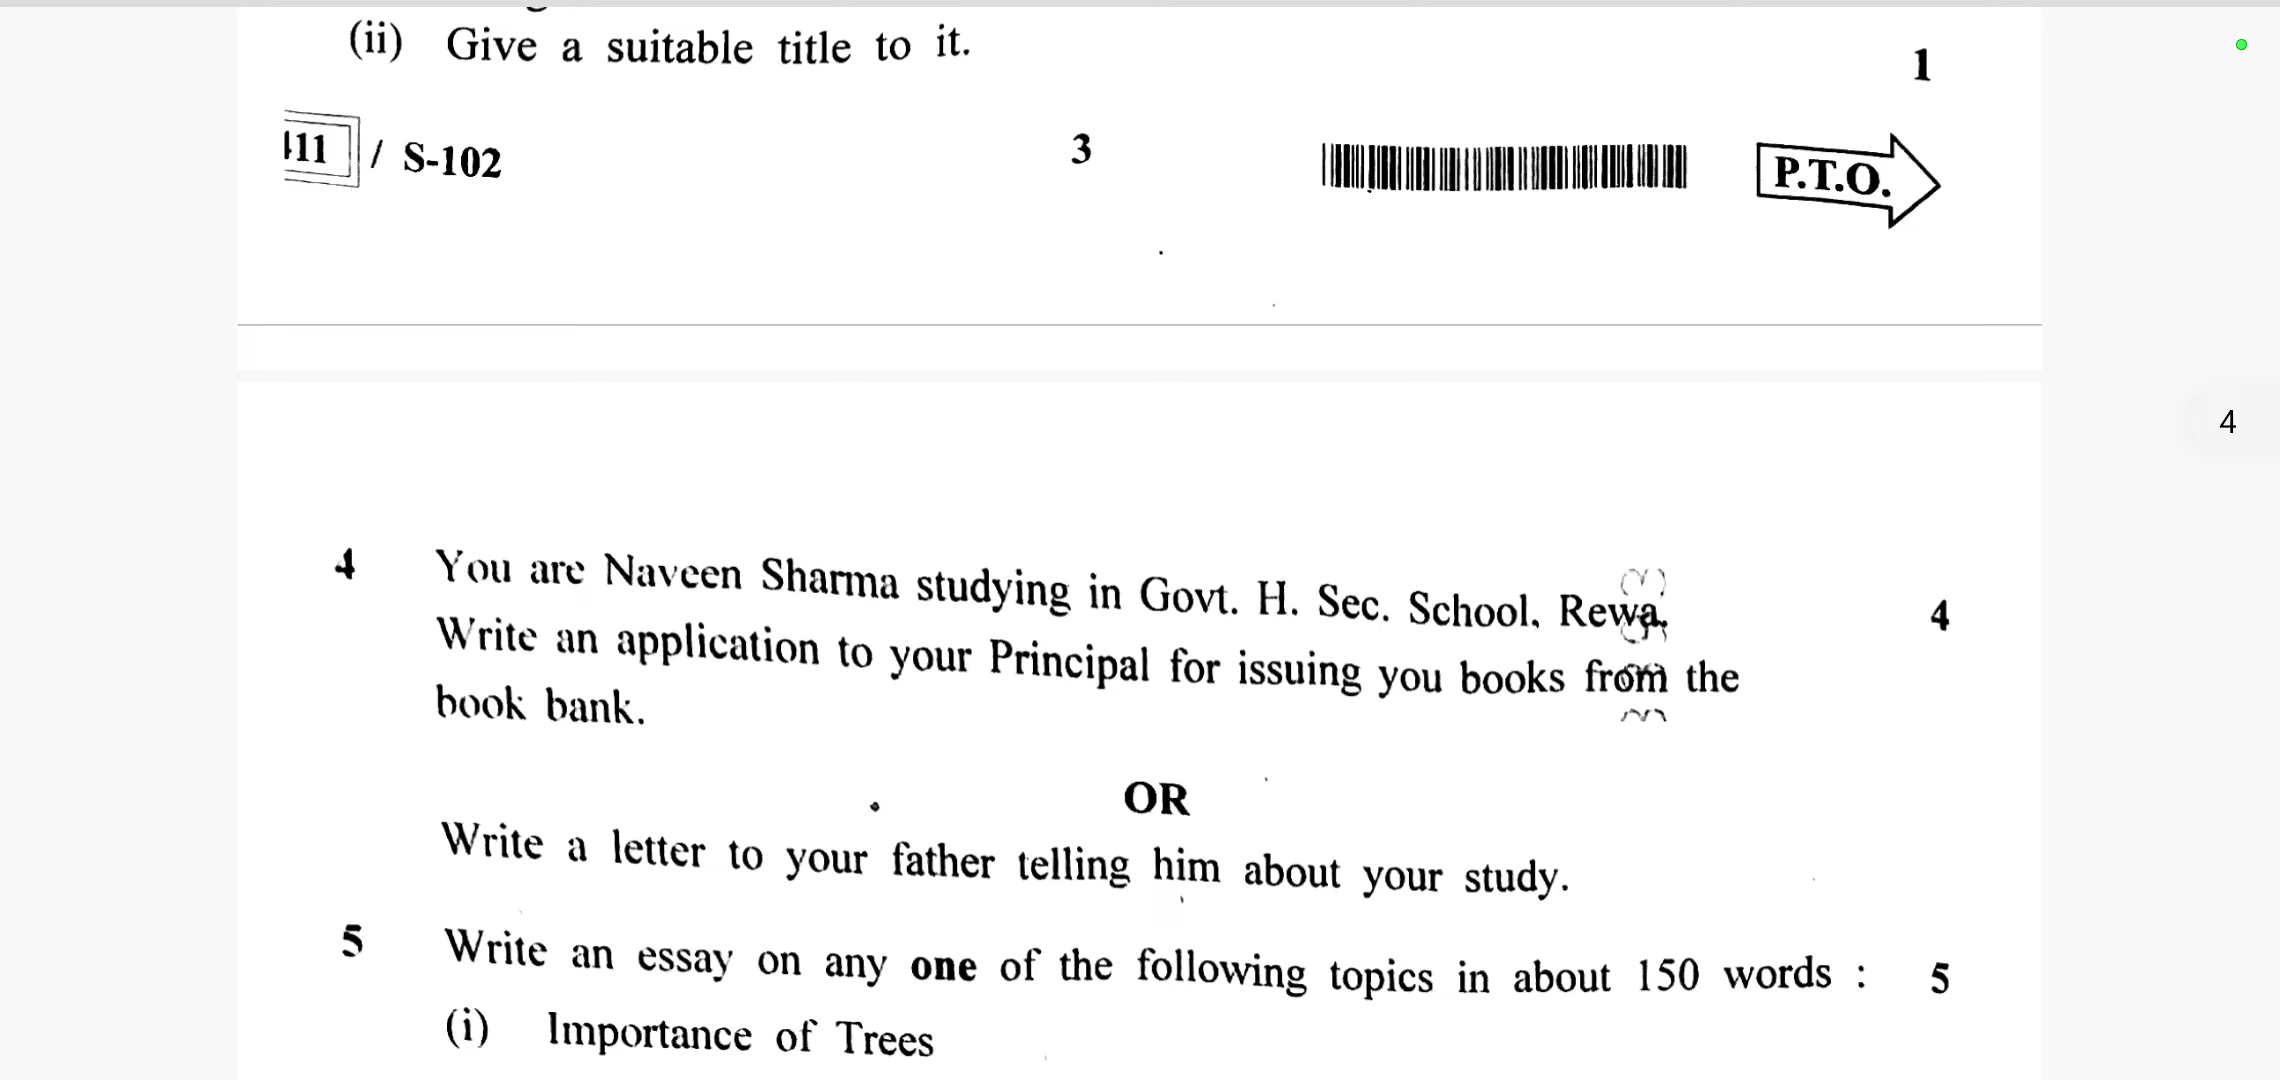 (ii) Give a suitable title to it.
1
11 / S-102
3
P.T.O.
4
4 You are Naveen Sharma studying in Govt. H. Sec. School, Rewa. 4
Write an application to your Principal for issuing you books from the
book bank.
OR
Write a letter to your father telling him about your study.
5 Write an essay on any one of the following topics in about 150 words : 5
(i) Importance of Trees